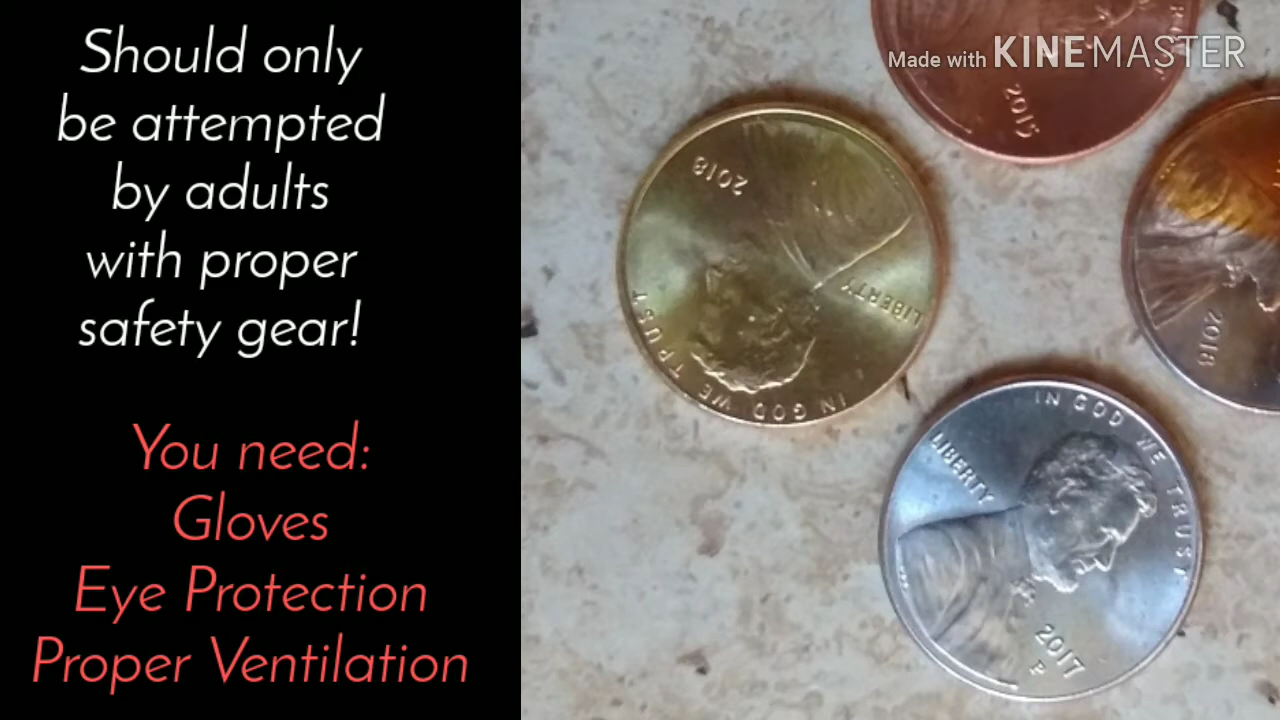 Should only
be attempted
by adults
with proper
safety gear!
You need:
Gloves
Eye Protection
Proper Ventilation
Made with KINEMASTER
2015
2018
LIBERTY
IN GOD WE TRUST
2018
IN GOD WE TRUST
LIBERTY
2017
P